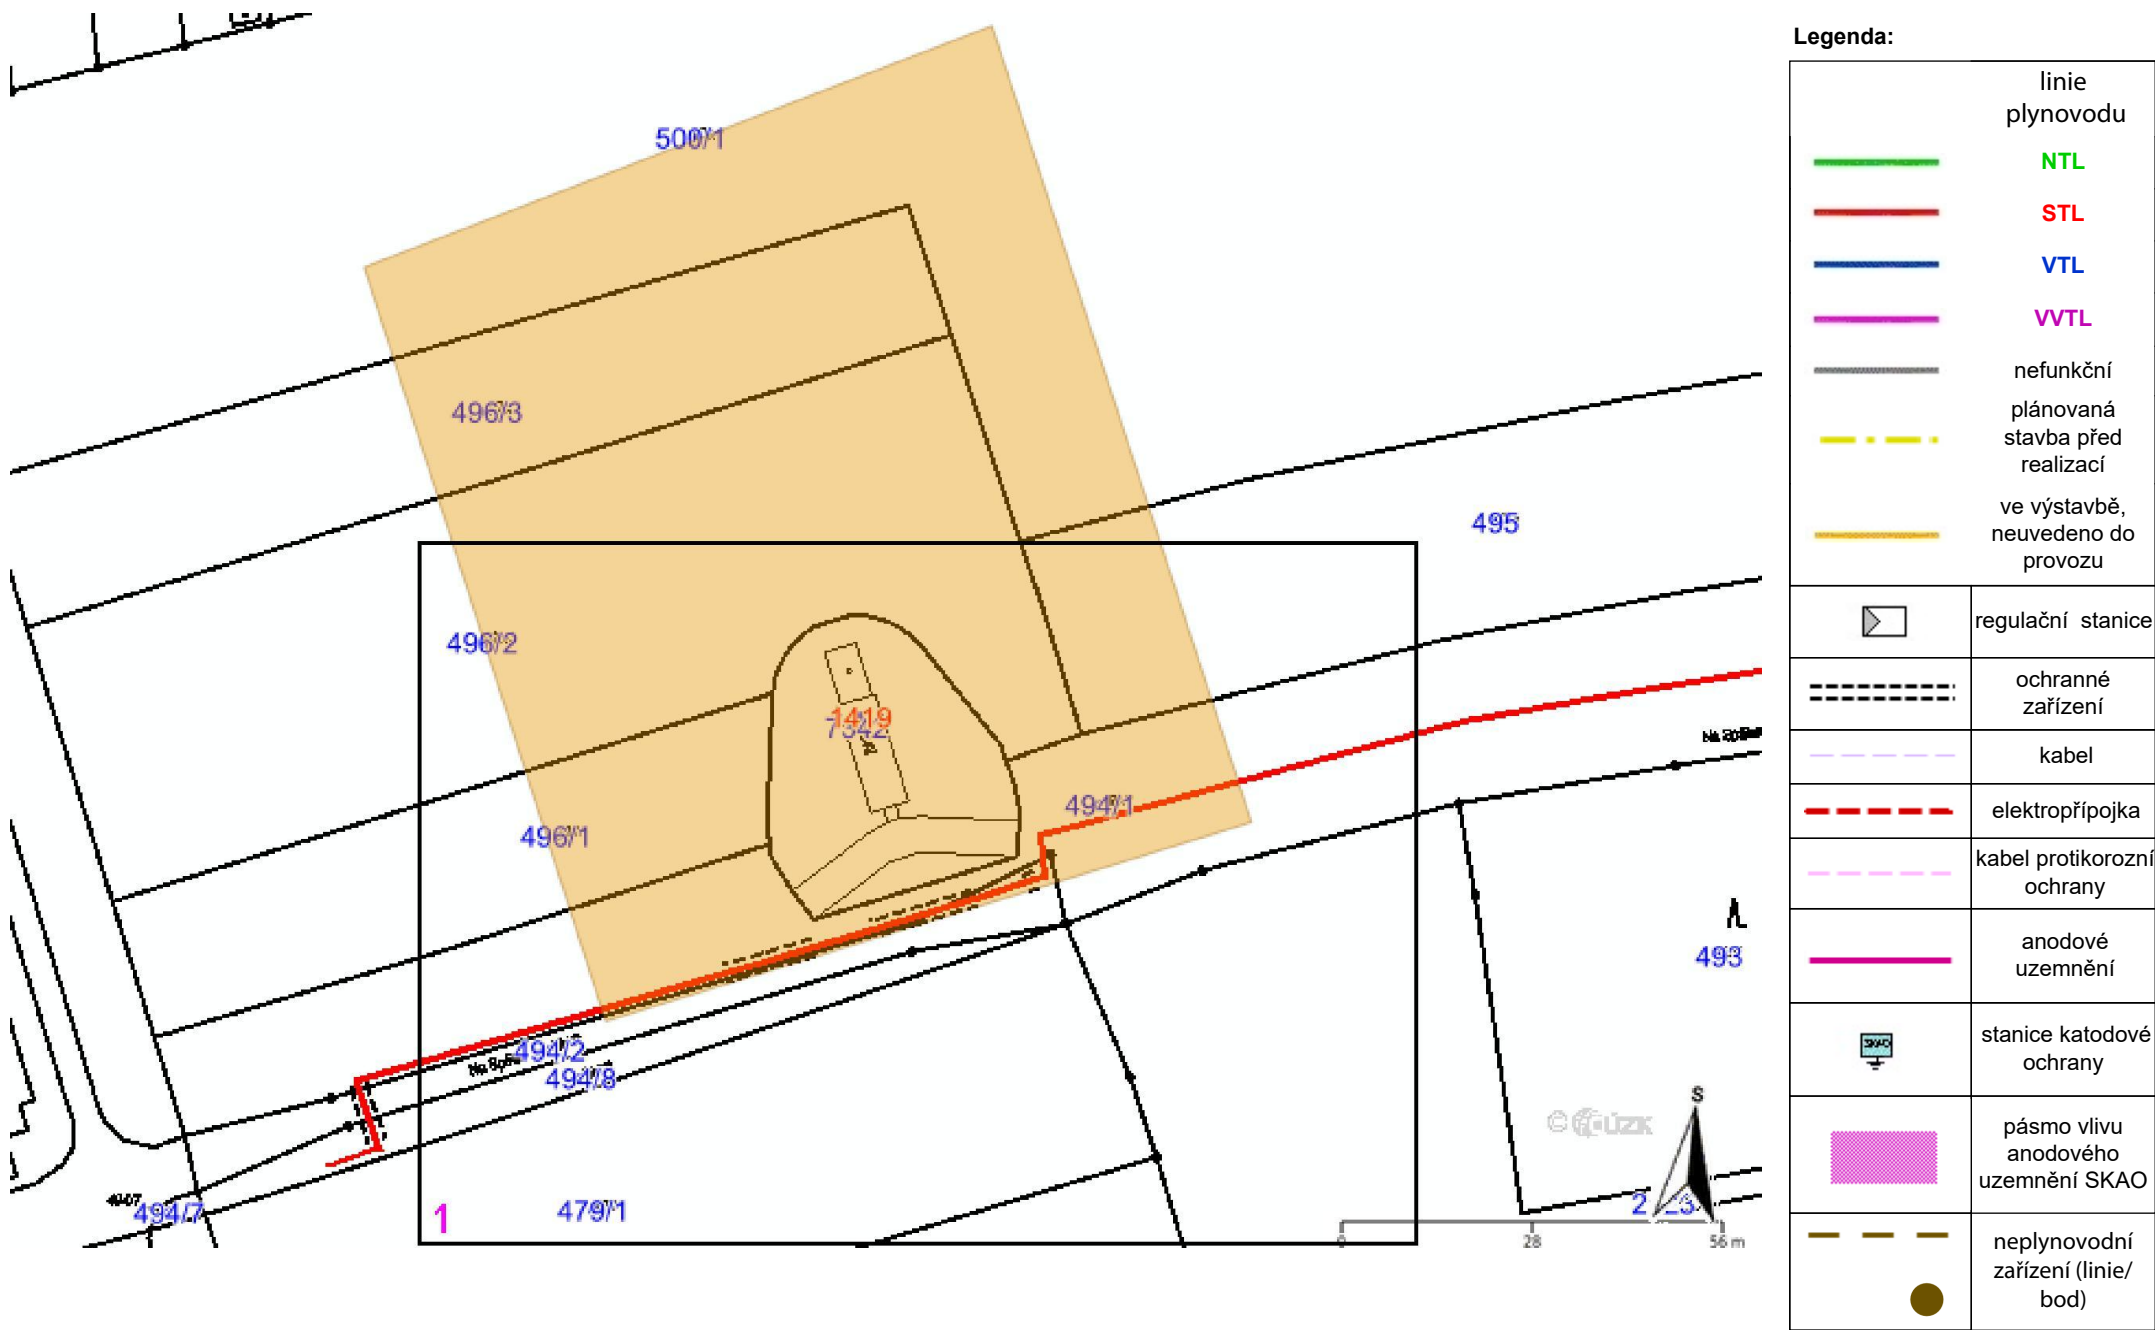 500/1
496/3
495
496/2
1419
7342
494/1
496/1
493
494/2
494/8
479/1
494/7
1
S
0
28
56 m
Legenda:
linie
plynovodu
NTL
STL
VTL
VVTL
nefunkční
plánovaná
stavba před
realizací
ve výstavbě,
neuvedeno do
provozu
regulační stanice
ochranné
zařízení
kabel
elektropřípojka
kabel protikorozní
ochrany
anodové
uzemnění
SKAO
stanice katodové
ochrany
pásmo vlivu
anodového
uzemnění SKAO
neplynovodní
zařízení (linie/
bod)